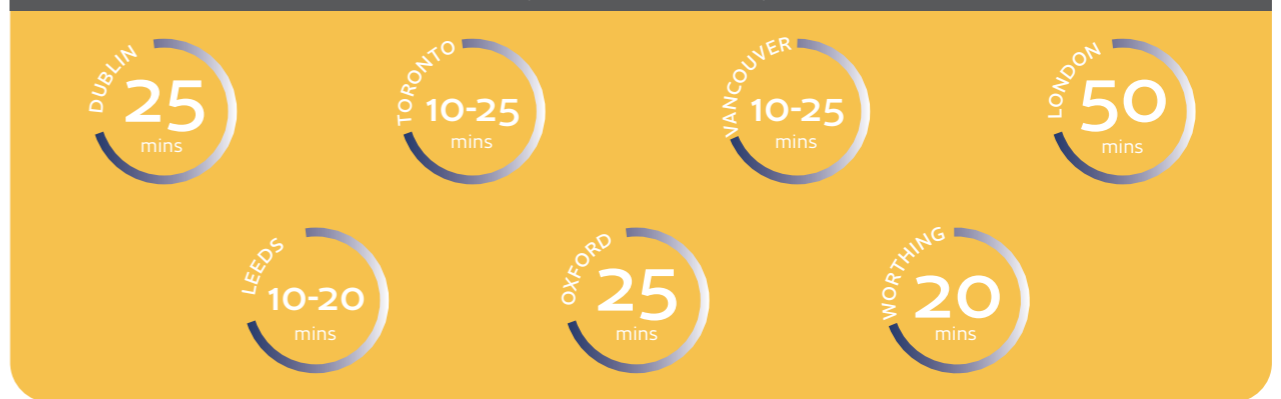 DUBLIN
25
mins
TORONTO
10-25
mins
VANCOUVER
10-25
mins
LONDON
50
mins
LEEDS
10-20
mins
OXFORD
25
mins
WORTHING
20
mins